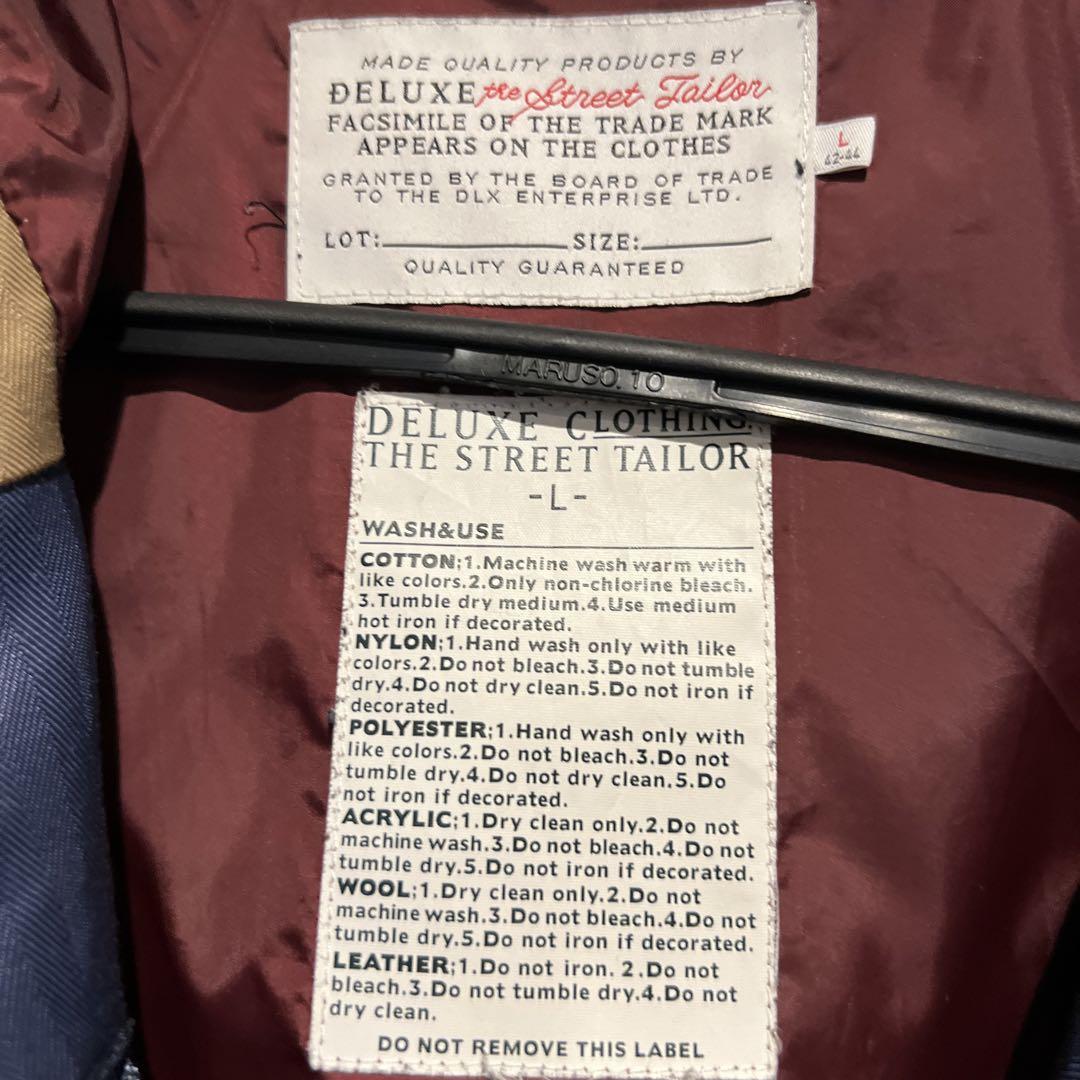 MADE QUALITY PRODUCTS BY
DELUXE the Street Tailor
FACSIMILE OF THE TRADE MARK
APPEARS ON THE CLOTHES
GRANTED BY THE BOARD OF TRADE
TO THE DLX ENTERPRISE LTD.
LOT: SIZE:
QUALITY GUARANTEED
L
42-44
MARUSO.10
DELUXE CLOTHING.
THE STREET TAILOR
-L-
WASH&USE
COTTON;1.Machine wash warm with
like colors.2.Only non-chlorine bleach.
3.Tumble dry medium.4.Use medium
hot iron if decorated.
NYLON;1.Hand wash only with like
colors.2.Do not bleach.3.Do not tumble
dry.4.Do not dry clean.5.Do not iron if
decorated.
POLYESTER;1.Hand wash only with
like colors.2.Do not bleach.3.Do not
tumble dry.4.Do not dry clean.5.Do
not iron if decorated.
ACRYLIC;1.Dry clean only.2.Do not
machine wash.3.Do not bleach.4.Do not
tumble dry.5.Do not iron if decorated.
WOOL;1.Dry clean only.2.Do not
machine wash.3.Do not bleach.4.Do not
tumble dry.5.Do not iron if decorated.
LEATHER;1.Do not iron. 2.Do not
bleach.3.Do not tumble dry.4.Do not
dry clean.
DO NOT REMOVE THIS LABEL